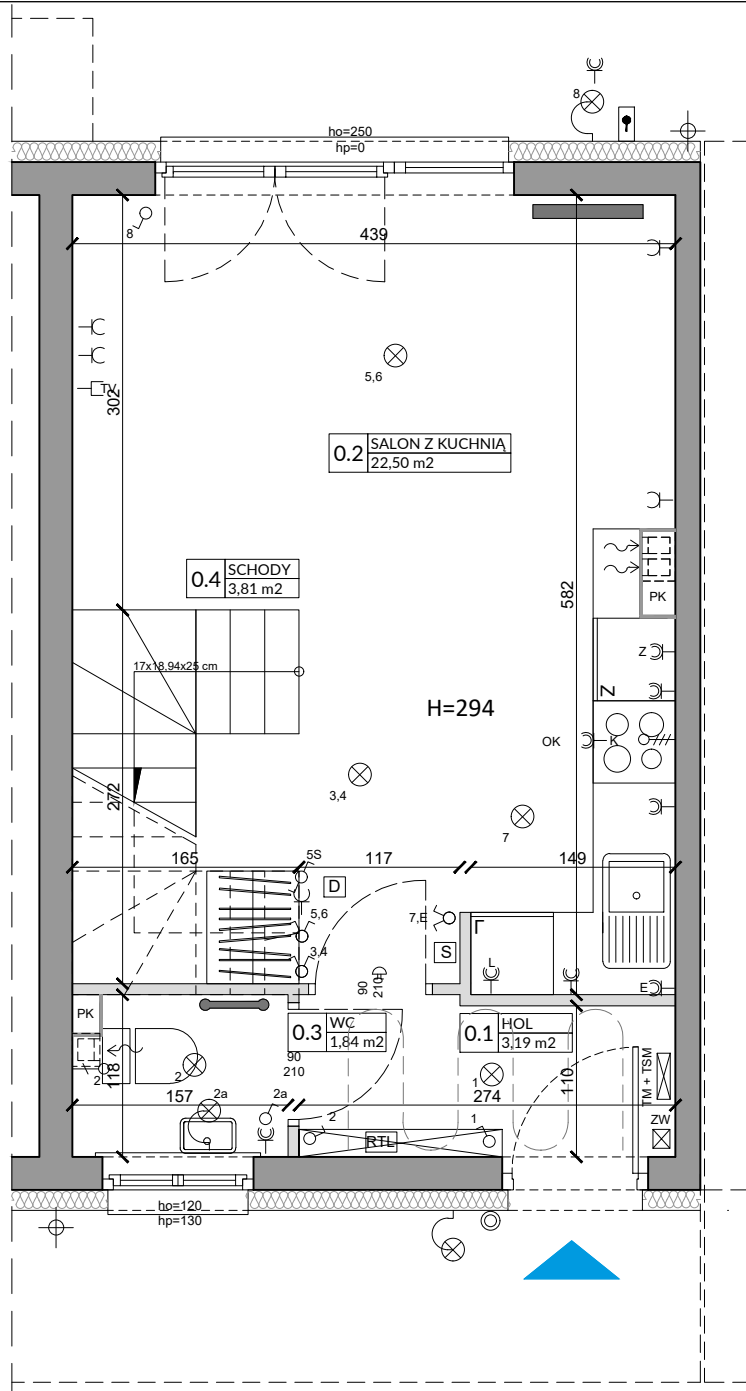 8
ho=250
hp=0
8
439
5,6
TV
302
0.2
SALON Z KUCHNIĄ
22,50 m2
0.4
SCHODY
3,81 m2
582
PK
17x18,94x25 cm
Z
Z
H=294
OK
K
3,4
272
7
5S
165
117
149
D
5,6
7,E
S
3,4
L
E
90
210
PK
0.3
WC
1,84 m2
0.1
HOL
3,19 m2
90
210
2
2
118
1
110
TM + TSM
157
2a
2a
274
2
RTL
1
ZW
ho=120
hp=130